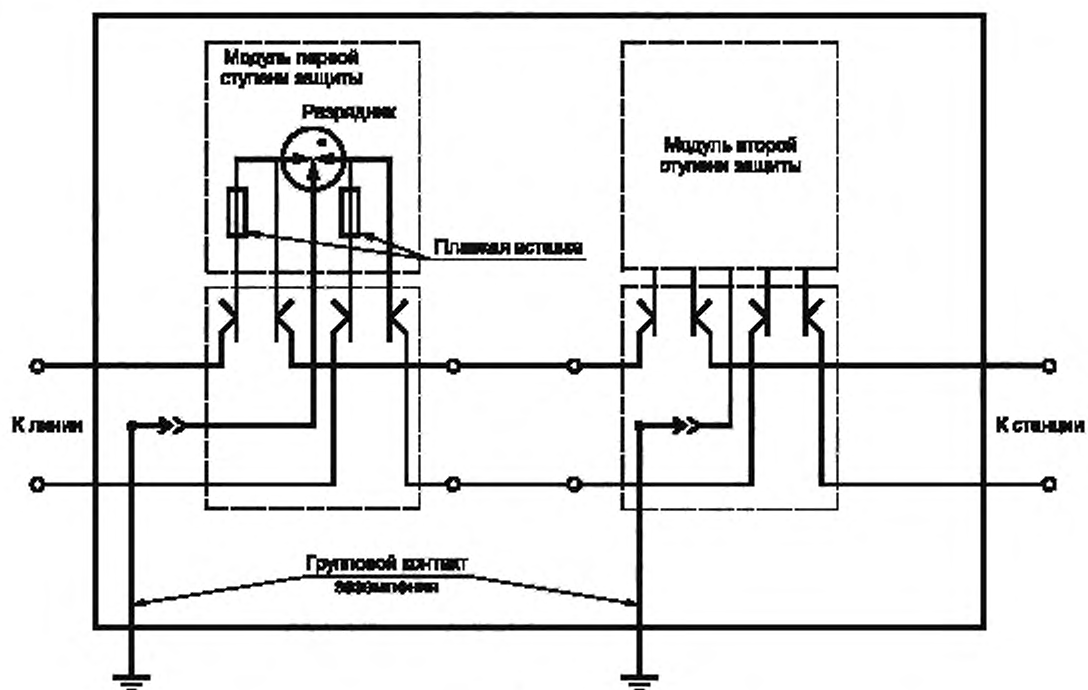 Модуль первой
ступени защиты
Разрядник
Модуль второй
ступени защиты
Плавкая вставка
К линии
К станции
Групповой контакт
заземления